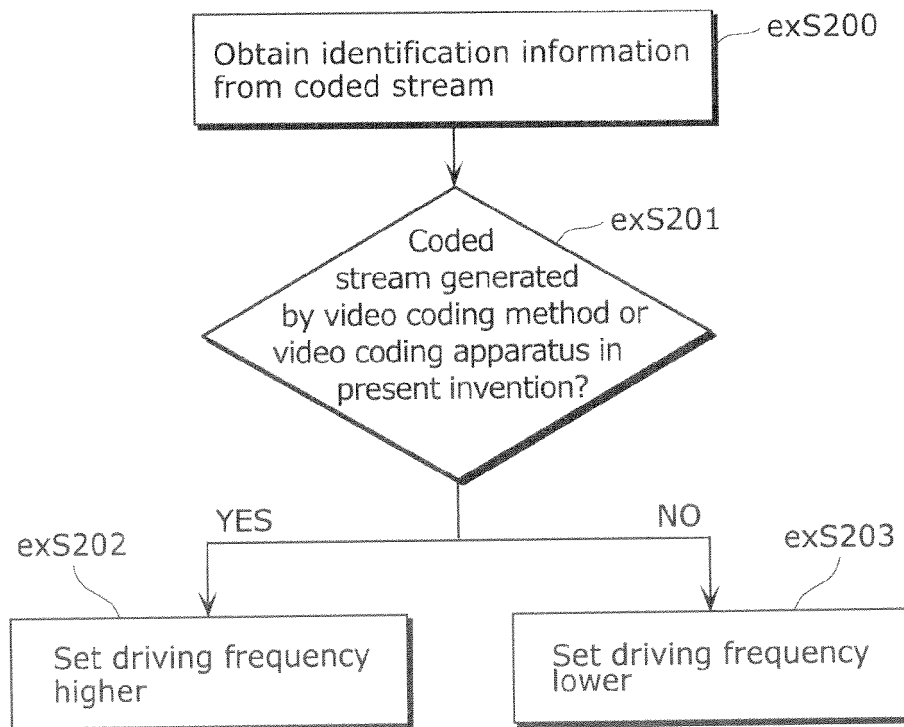 exS200
Obtain identification information
from coded stream
exS201
Coded
stream generated
by video coding method or
video coding apparatus in
present invention?
YES
NO
exS202
exS203
Set driving frequency
higher
Set driving frequency
lower